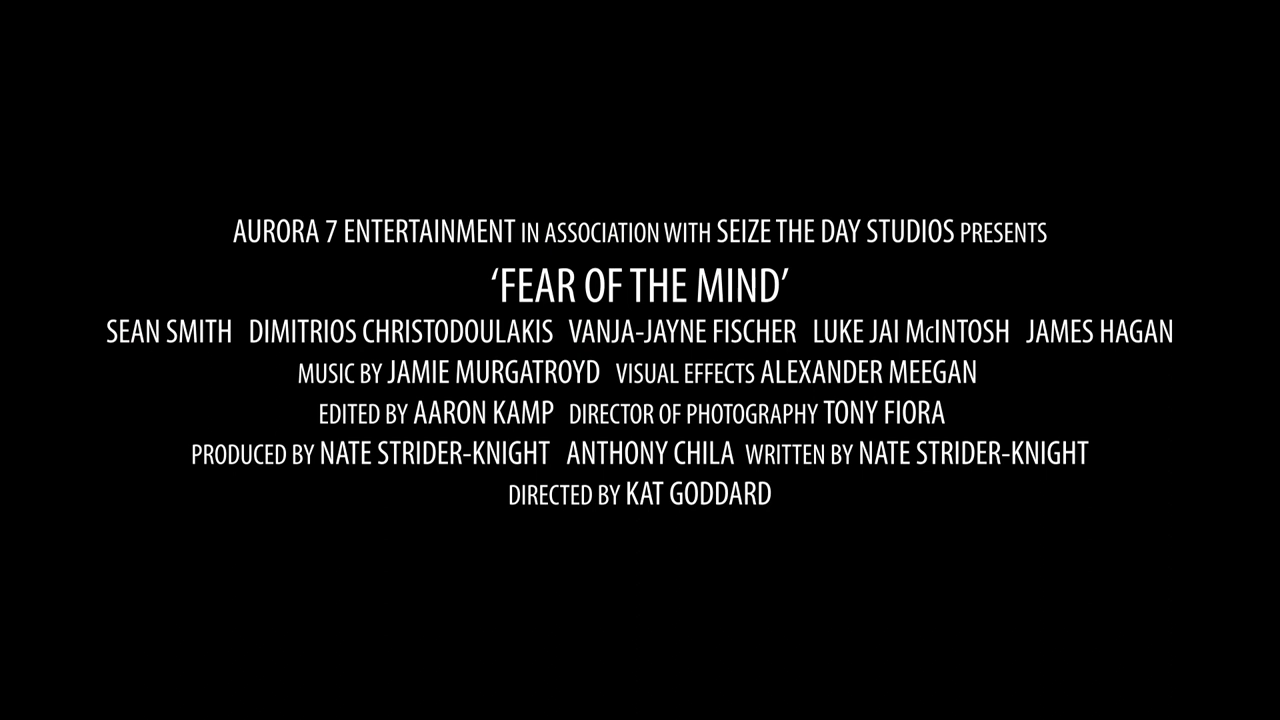 AURORA 7 ENTERTAINMENT IN ASSOCIATION WITH SEIZE THE DAY STUDIOS PRESENTS
‘FEAR OF THE MIND’
SEAN SMITH DIMITRIOS CHRISTODOULAKIS VANJA-JAYNE FISCHER LUKE JAI McINTOSH JAMES HAGAN
MUSIC BY JAMIE MURGATROYD VISUAL EFFECTS ALEXANDER MEEGAN
EDITED BY AARON KAMP DIRECTOR OF PHOTOGRAPHY TONY FIORA
PRODUCED BY NATE STRIDER-KNIGHT ANTHONY CHILA WRITTEN BY NATE STRIDER-KNIGHT
DIRECTED BY KAT GODDARD